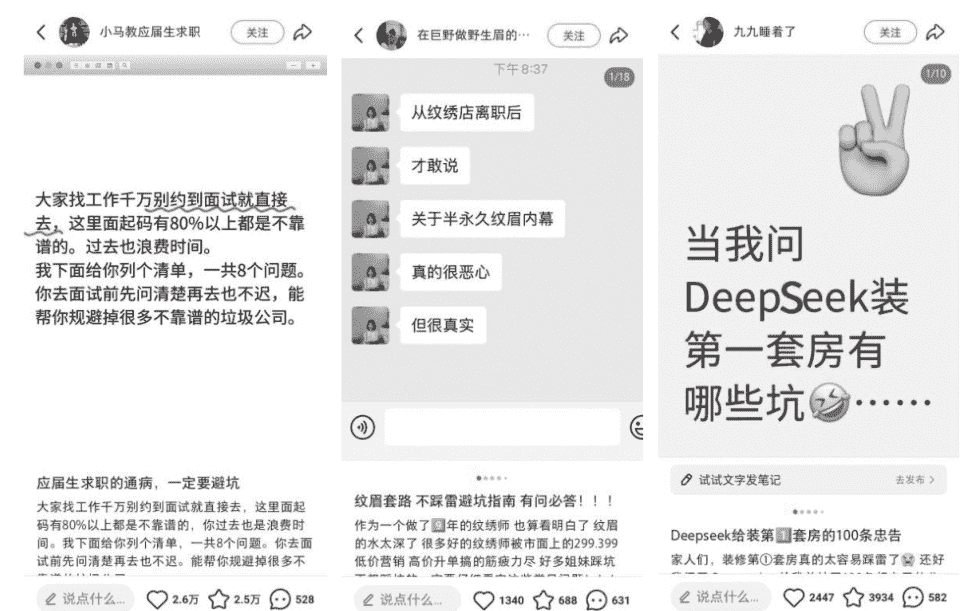 小马教应届生求职
关注
大家找工作千万别约到面试就直接
去，这里面起码有80%以上都是不靠
谱的。过去也浪费时间。
我下面给你列个清单，一共8个问题。
你去面试前先问清楚再去也不迟，能
帮你规避掉很多不靠谱的垃圾公司。
应届生求职的通病，一定要避坑
大家找工作千万别约到面试就直接去，这里面起
码有80%以上都是不靠谱的，你过去也是浪费时
间。我下面给你列个清单，一共8个问题。你去面
试前先问清楚再去也不迟。能帮你规避掉很多不
说点什么...
2.6万
2.5万
528
在巨野做野生眉的…
关注
下午8:37
1/18
从纹绣店离职后
才敢说
关于半永久纹眉内幕
真的很恶心
但很真实
纹眉套路 不踩雷避坑指南 有问必答！！！
作为一个做了9️⃣年的纹绣师 也算看明白了 纹眉
的水太深了 很多好的纹绣师被市面上的299.399
低价营销 高价升单搞的筋疲力尽 好多姐妹踩坑
说点什么...
1340
688
631
九九睡着了
关注
1/10
当我问
DeepSeek装
第一套房有
哪些坑🤣……
试试文字发笔记
去发布 >
Deepseek给装第1️⃣套房的100条忠告
家人们，装修第①套房真的太容易踩雷了😭 还好
说点什么...
2447
3934
582